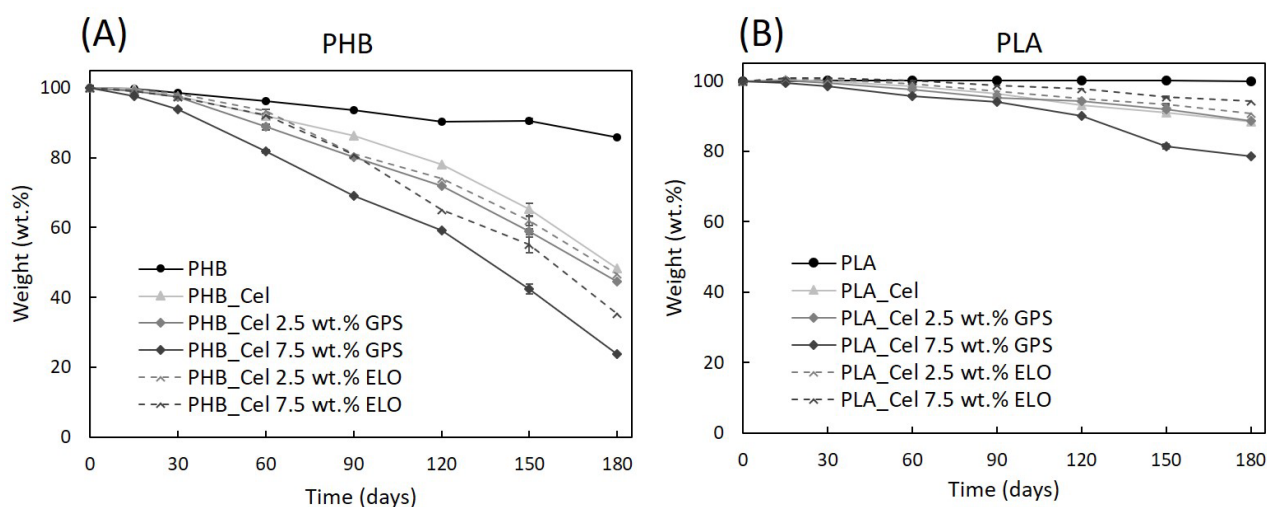 (A)
PHB
100
80
60
40
20
0
Weight (wt.%)
PHB
PHB_Cel
PHB_Cel 2.5 wt.% GPS
PHB_Cel 7.5 wt.% GPS
PHB_Cel 2.5 wt.% ELO
PHB_Cel 7.5 wt.% ELO
0 30 60 90 120 150 180
Time (days)
(B)
PLA
100
80
60
40
20
0
Weight (wt.%)
PLA
PLA_Cel
PLA_Cel 2.5 wt.% GPS
PLA_Cel 7.5 wt.% GPS
PLA_Cel 2.5 wt.% ELO
PLA_Cel 7.5 wt.% ELO
0 30 60 90 120 150 180
Time (days)